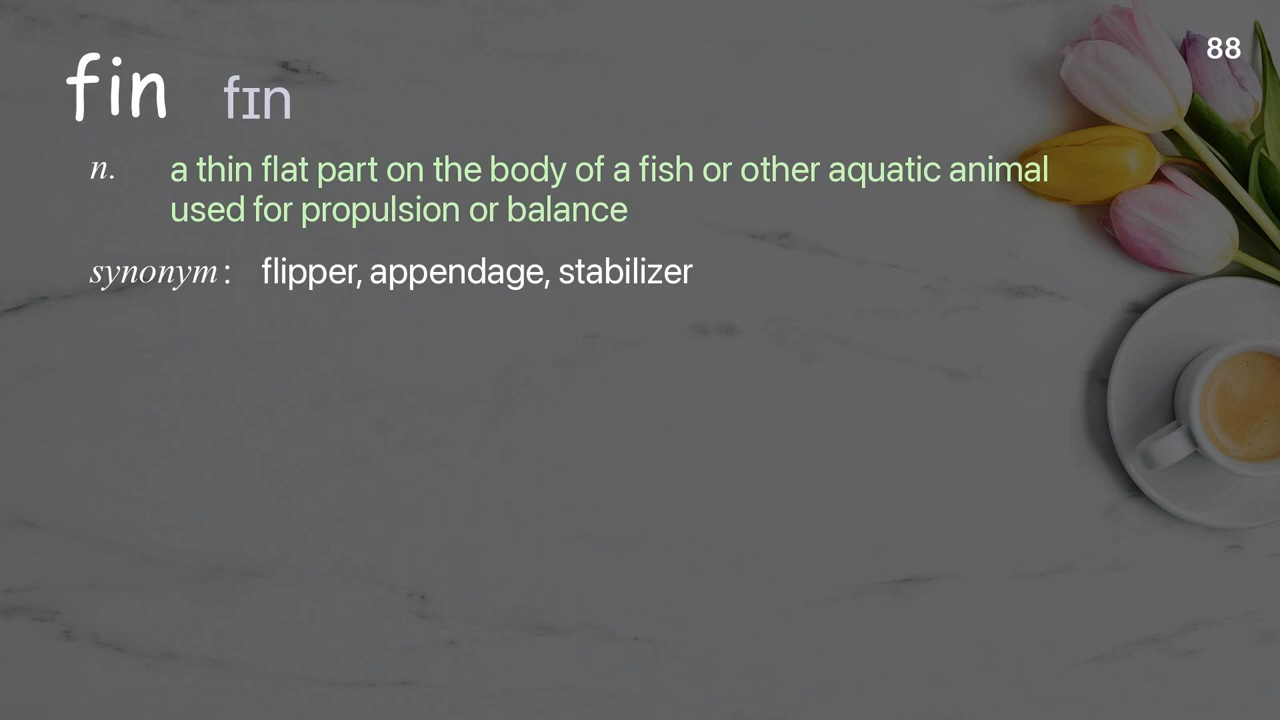 88
fin fɪn
n. a thin flat part on the body of a fish or other aquatic animal
used for propulsion or balance
synonym : flipper, appendage, stabilizer